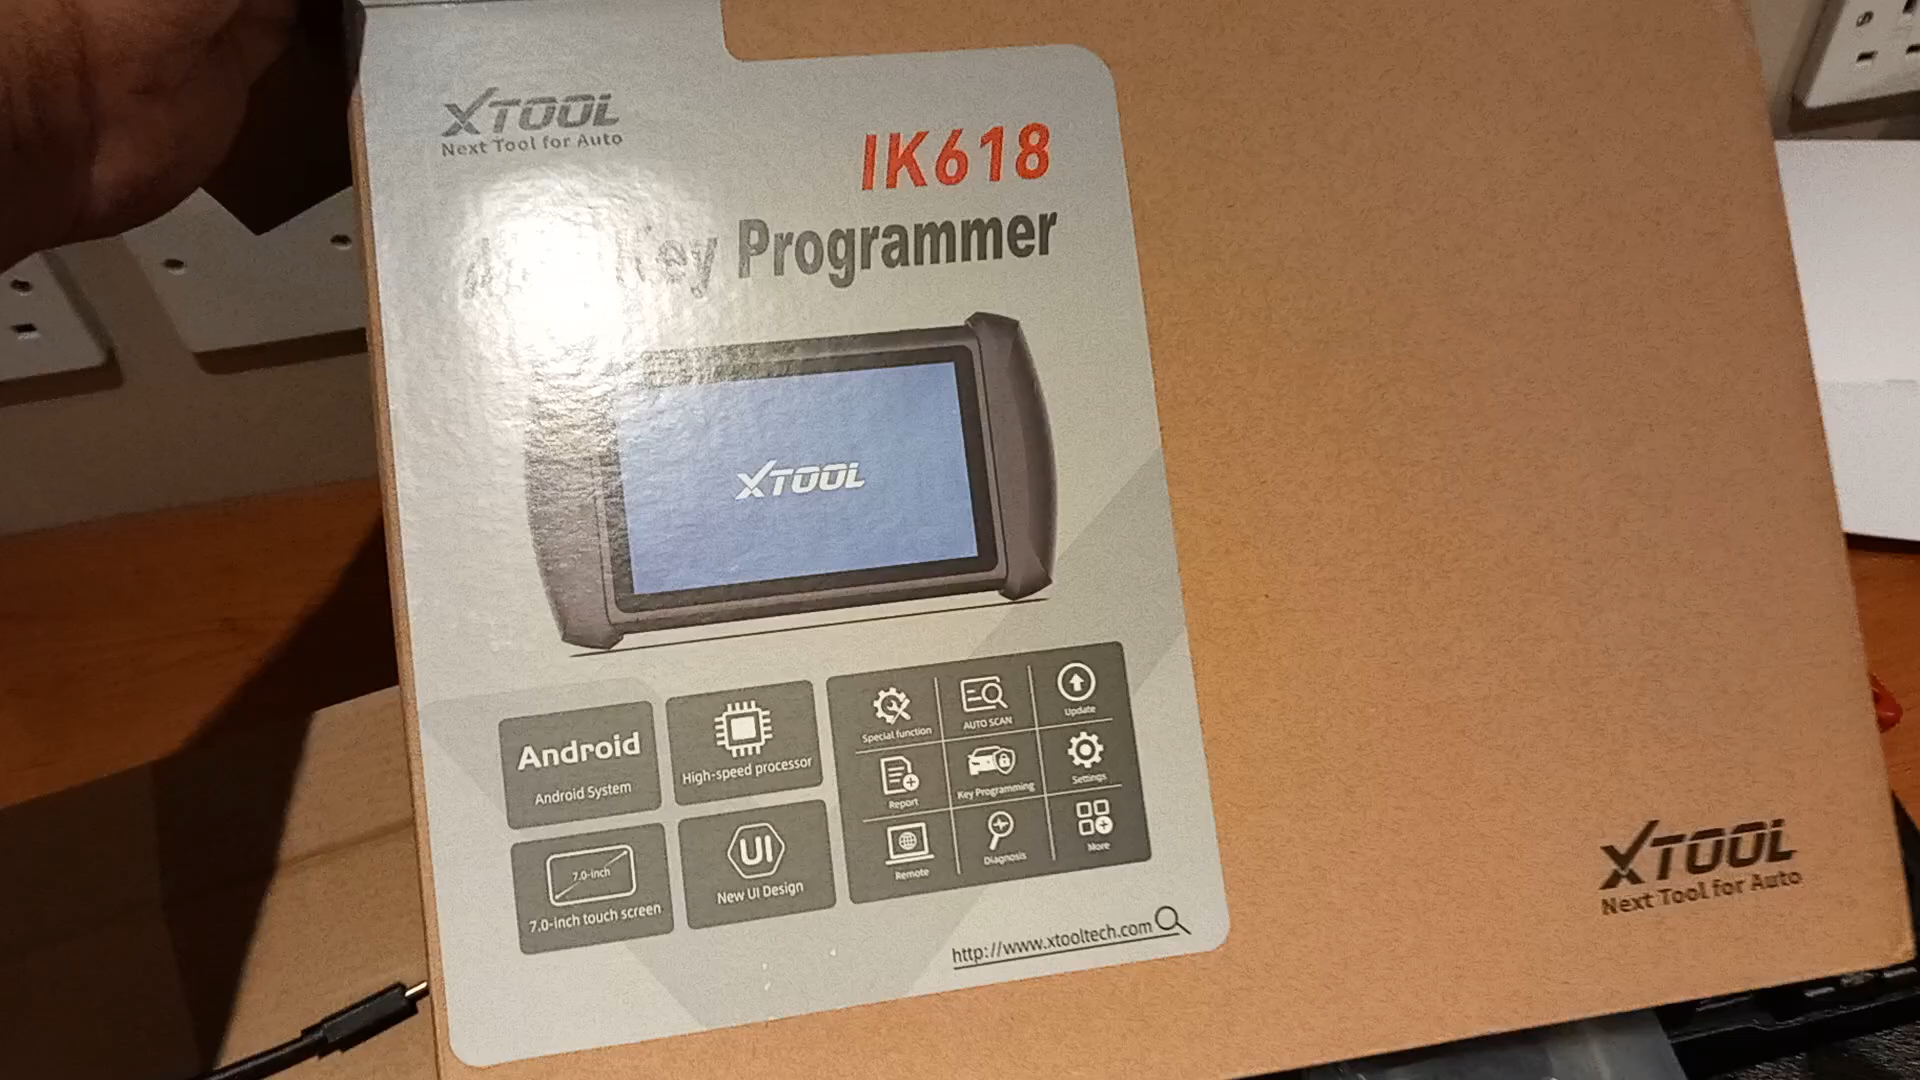 XTOOL
Next Tool for Auto
IK618
Key Programmer
XTOOL
Android
Android System
High-speed processor
7.0-inch
7.0-inch touch screen
UI
New UI Design
Special function
AUTO SCAN
Update
Report
Key Programming
Settings
Remote
Diagnosis
More
http://www.xtooltech.com
XTOOL
Next Tool for Auto